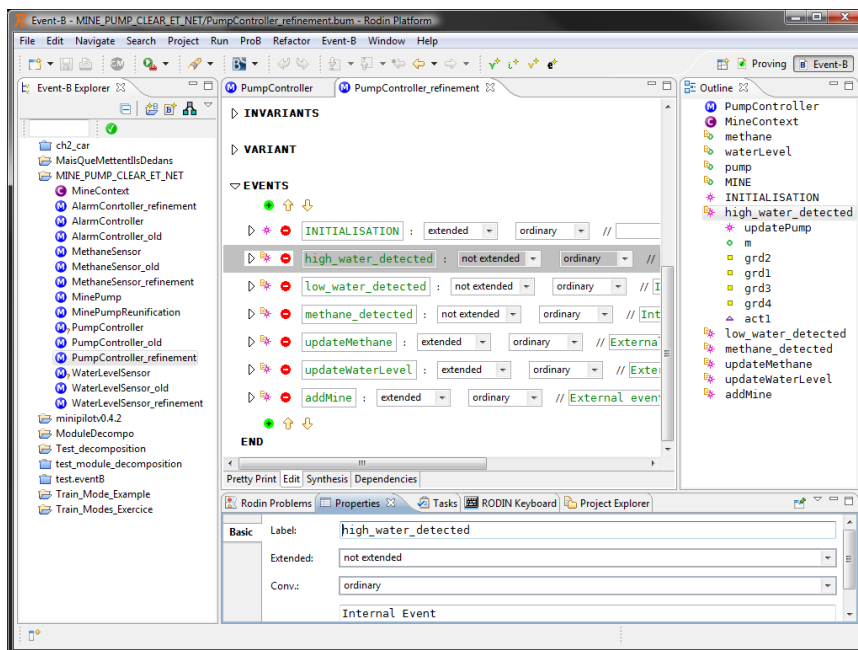 Event-B - MINE_PUMP_CLEAR_ET_NET/PumpController_refinement.bum - Rodin Platform
File Edit Navigate Search Project Run ProB Refactor Event-B Window Help
Proving Event-B
Event-B Explorer
ch2_car
MaisQueMettentIlsDedans
MINE_PUMP_CLEAR_ET_NET
MineContext
AlarmConrtoller_refinement
AlarmController
AlarmController_old
MethaneSensor
MethaneSensor_old
MethaneSensor_refinement
MinePump
MinePumpReunification
PumpController
PumpController_old
PumpController_refinement
WaterLevelSensor
WaterLevelSensor_old
WaterLevelSensor_refinement
minipilotv0.4.2
ModuleDecompo
Test_decomposition
test_module_decomposition
test.eventB
Train_Mode_Example
Train_Modes_Exercice
PumpController PumpController_refinement
INVARIANTS
VARIANT
EVENTS
INITIALISATION : extended ordinary //
high_water_detected : not extended ordinary //
low_water_detected : not extended ordinary // I
methane_detected : not extended ordinary // Int
updateMethane : extended ordinary // External
updateWaterLevel : extended ordinary // Exter
addMine : extended ordinary // External even
END
Pretty Print Edit Synthesis Dependencies
Outline
PumpController
MineContext
methane
waterLevel
pump
MINE
INITIALISATION
high_water_detected
updatePump
m
grd2
grd1
grd3
grd4
act1
low_water_detected
methane_detected
updateMethane
updateWaterLevel
addMine
Rodin Problems Properties Tasks RODIN Keyboard Project Explorer
Basic
Label: high_water_detected
Extended: not extended
Conv.: ordinary
Internal Event